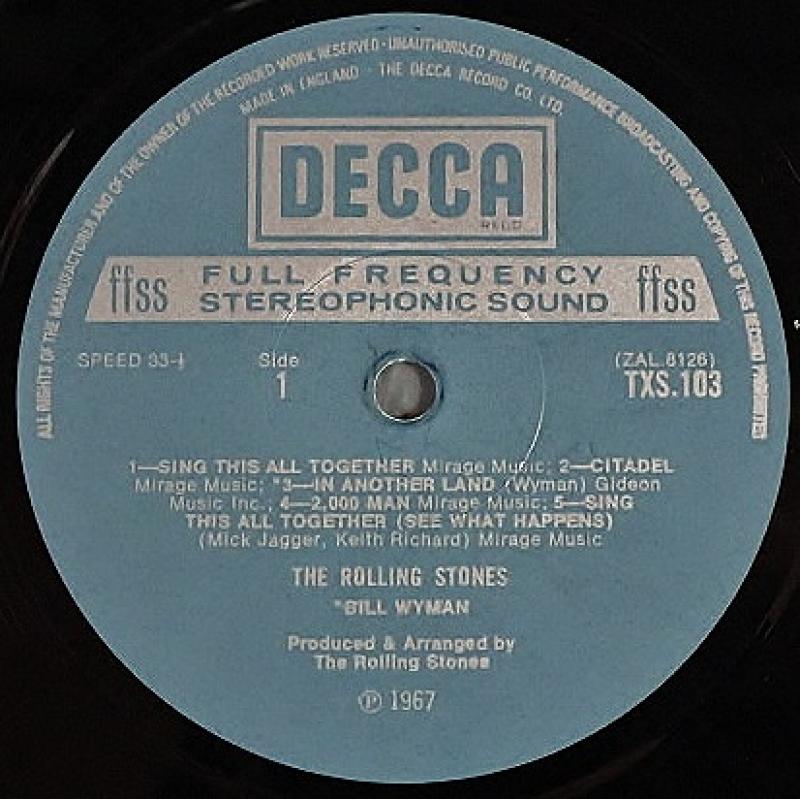 ALL RIGHTS OF THE MANUFACTURER AND OF THE OWNER OF THE RECORDED WORK RESERVED · UNAUTHORISED PUBLIC PERFORMANCE BROADCASTING AND COPYING OF THIS RECORD PROHIBITED
MADE IN ENGLAND · THE DECCA RECORD CO. LTD.
DECCA
REGD
ffss FULL FREQUENCY ffss
STEREOPHONIC SOUND
SPEED 33⅓ Side (ZAL.8126)
1 TXS.103
1—SING THIS ALL TOGETHER Mirage Music; 2—CITADEL
Mirage Music; *3—IN ANOTHER LAND (Wyman) Gideon
Music Inc.; 4—2,000 MAN Mirage Music; 5—SING
THIS ALL TOGETHER (SEE WHAT HAPPENS)
(Mick Jagger, Keith Richard) Mirage Music
THE ROLLING STONES
*BILL WYMAN
Produced & Arranged by
The Rolling Stones
℗ 1967